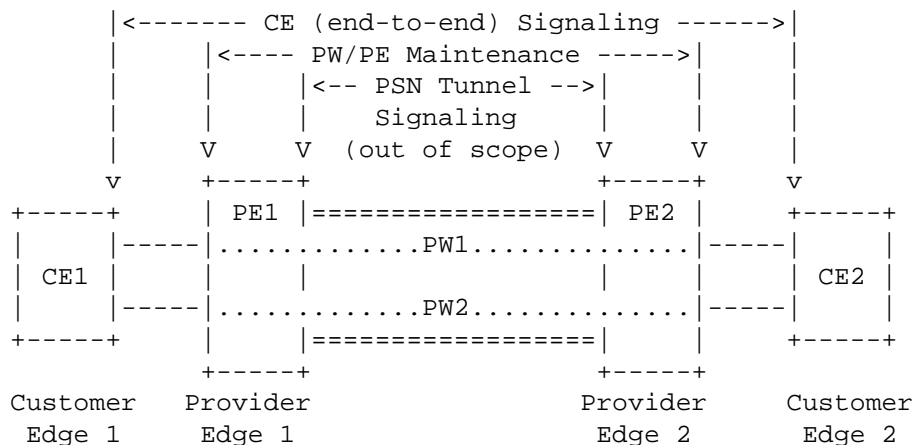 |<------- CE (end-to-end) Signaling ------>|
|     |<---- PW/PE Maintenance ----->|     |
|     |     |<-- PSN Tunnel -->|     |     |
|     |     |    Signaling     |     |     |
|     V     V  (out of scope)  V     V     |
v     +-----+                  +-----+     v
+-----+     | PE1 |==================| PE2 |     +-----+
|     |-----|.............PW1..............|-----|     |
| CE1 |     |     |                  |     |     | CE2 |
|     |-----|.............PW2..............|-----|     |
+-----+     |     |==================|     |     +-----+
+-----+                  +-----+
Customer Provider Provider Customer
Edge 1 Edge 1 Edge 2 Edge 2